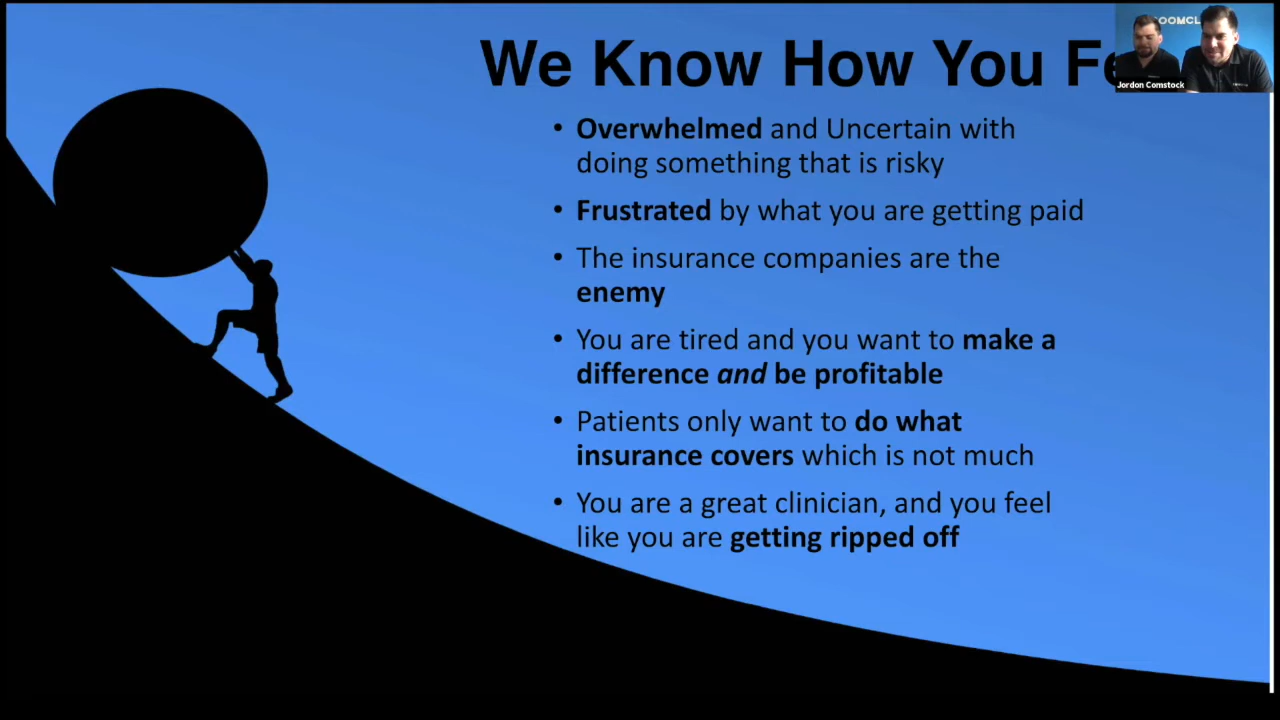 We Know How You Fe
• Overwhelmed and Uncertain with
doing something that is risky
• Frustrated by what you are getting paid
• The insurance companies are the
enemy
• You are tired and you want to make a
difference and be profitable
• Patients only want to do what
insurance covers which is not much
• You are a great clinician, and you feel
like you are getting ripped off
OOMCL
Jordon Comstock